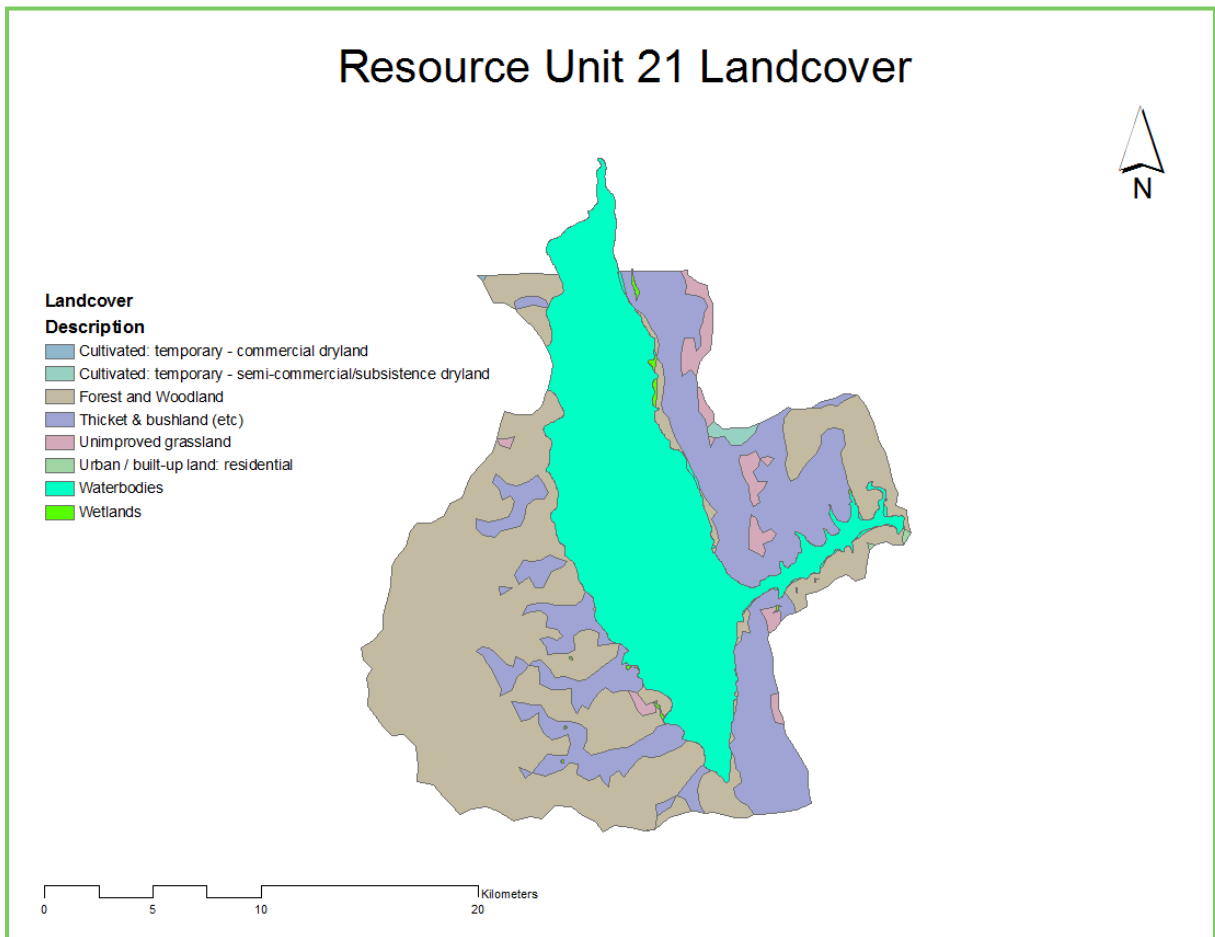 Resource Unit 21 Landcover
N
Landcover
Description
Cultivated: temporary - commercial dryland
Cultivated: temporary - semi-commercial/subsistence dryland
Forest and Woodland
Thicket & bushland (etc)
Unimproved grassland
Urban / built-up land: residential
Waterbodies
Wetlands
Kilometers
0 5 10 20